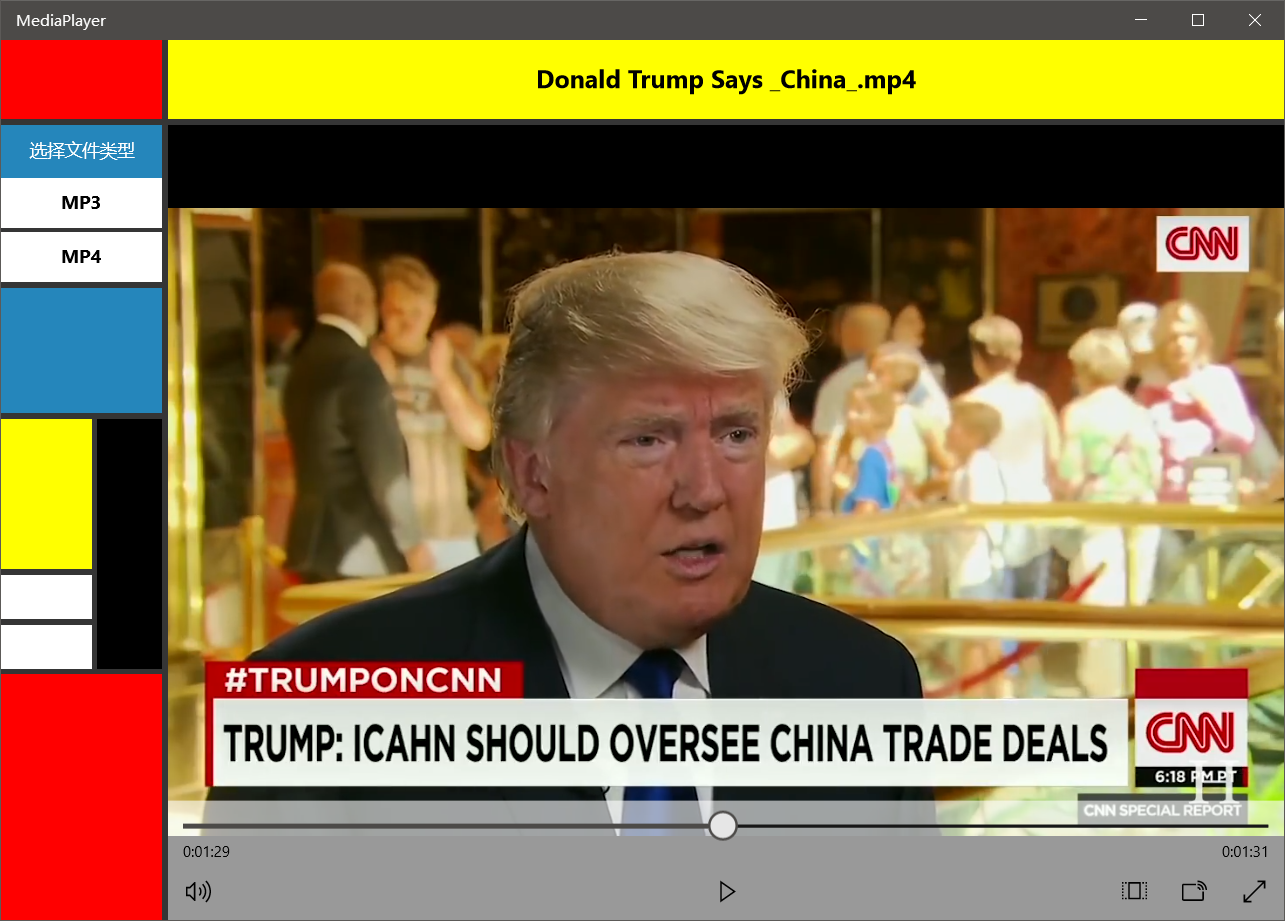 MediaPlayer
Donald Trump Says _China_.mp4
选择文件类型
MP3
MP4
CNN
#TRUMPONCNN
TRUMP: ICAHN SHOULD OVERSEE CHINA TRADE DEALS
CNN
6:18 PM PT
H
CNN SPECIAL REPORT
0:01:29
0:01:31